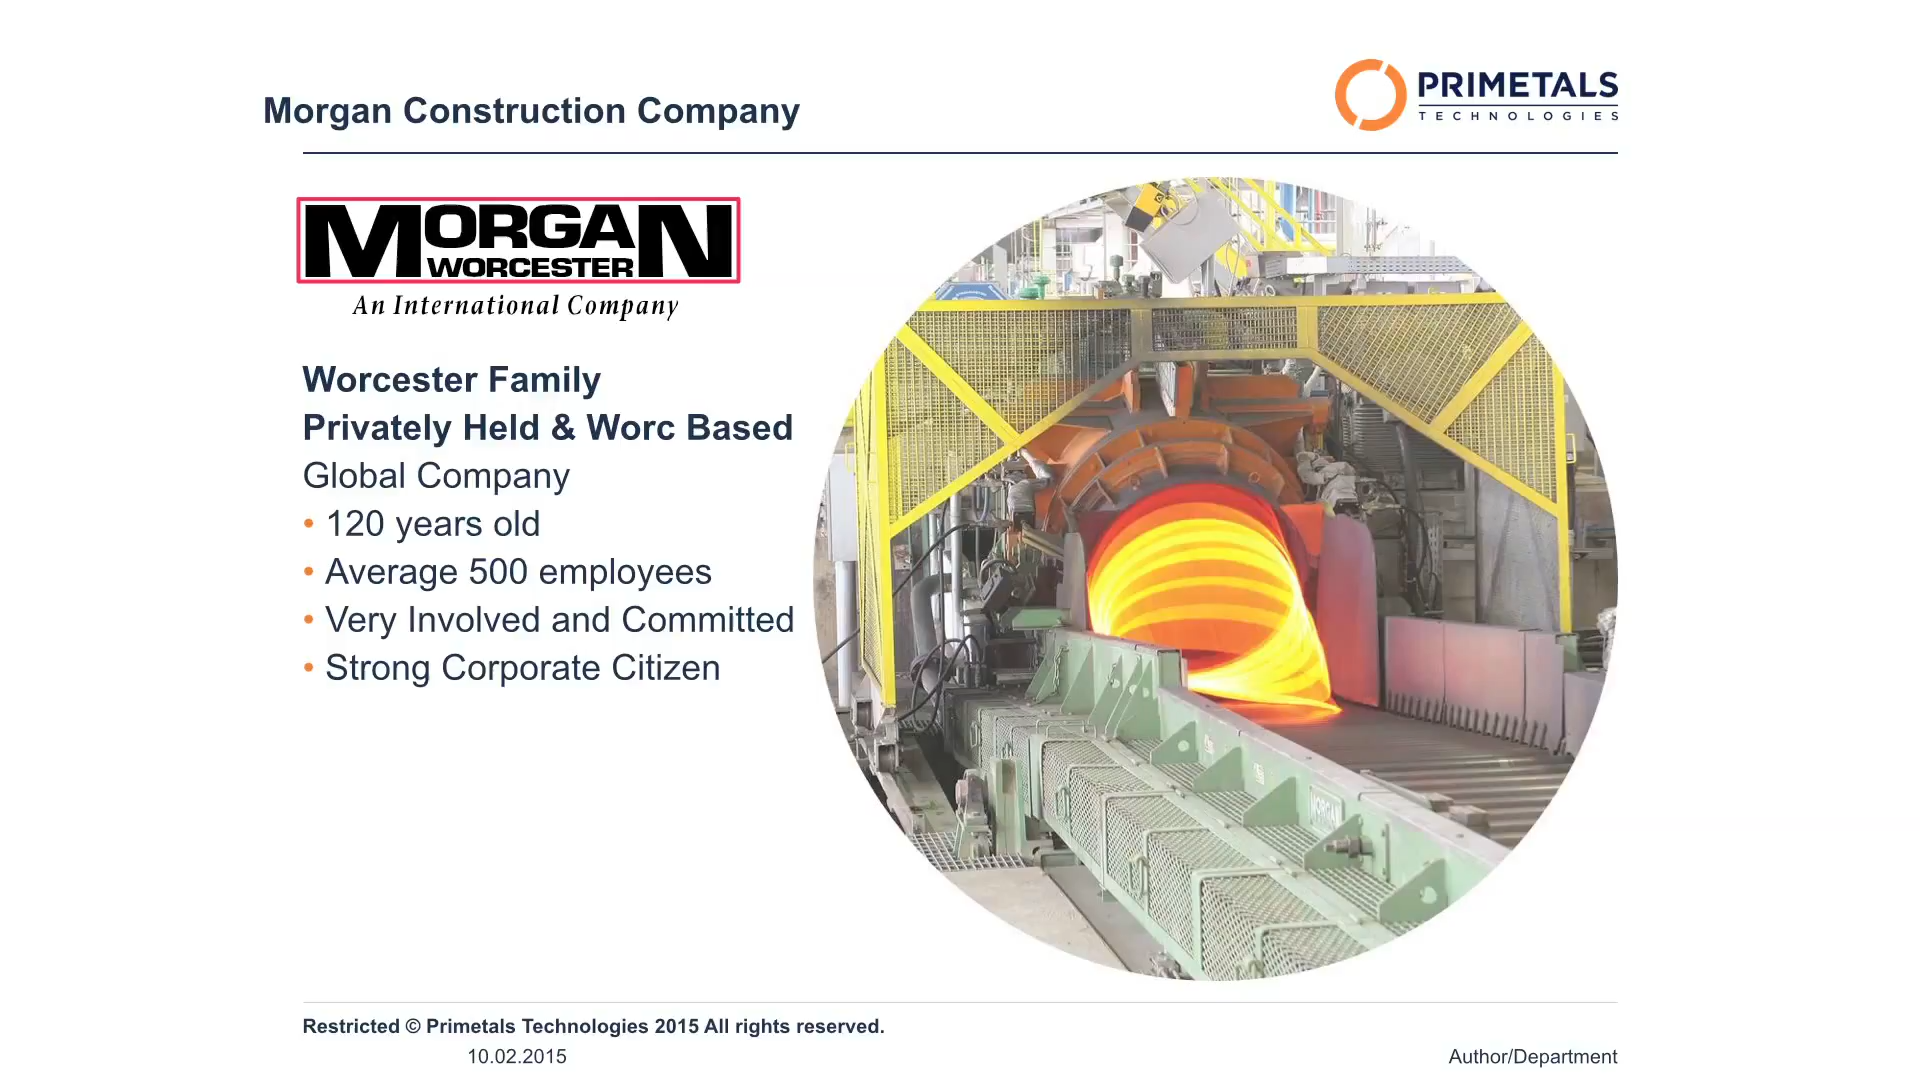 Morgan Construction Company
PRIMETALS
TECHNOLOGIES
MORGAN
WORCESTER
An International Company
Worcester Family
Privately Held & Worc Based
Global Company
• 120 years old
• Average 500 employees
• Very Involved and Committed
• Strong Corporate Citizen
MORGAN
Restricted © Primetals Technologies 2015 All rights reserved.
10.02.2015
Author/Department